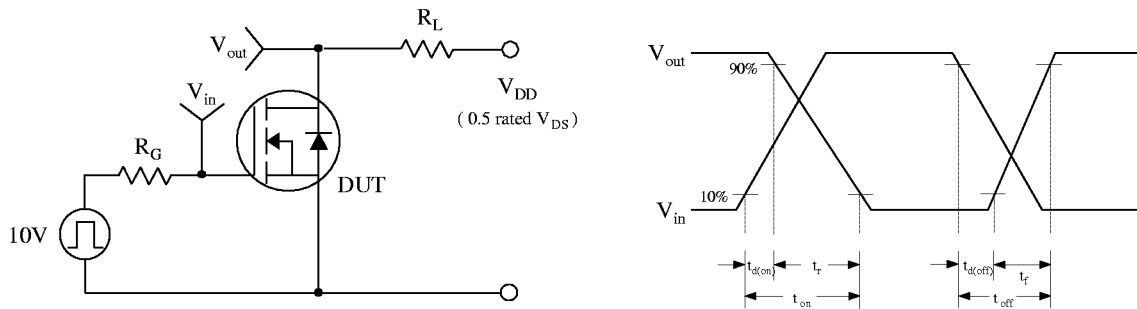 R_L
V_out
V_in
V_DD
( 0.5 rated V_DS )
R_G
DUT
10V
V_out
90%
10%
V_in
t_d(on)
t_r
t_on
t_d(off)
t_f
t_off